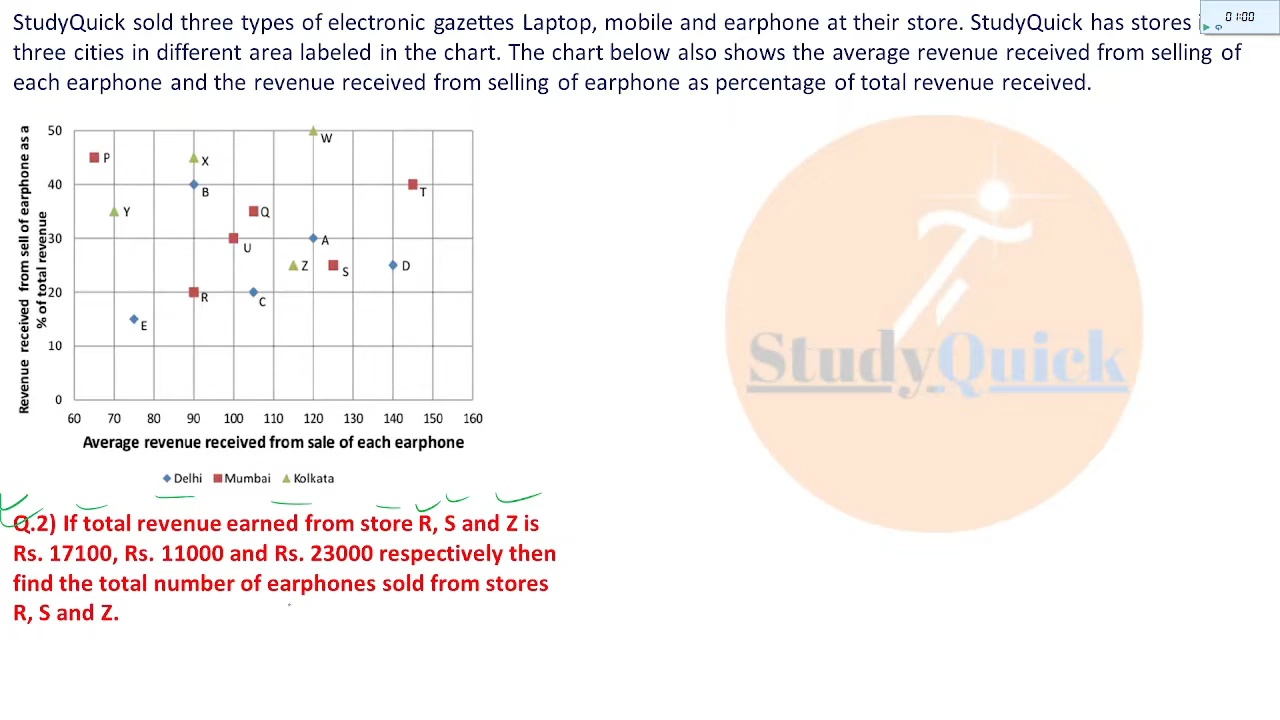 StudyQuick sold three types of electronic gazettes Laptop, mobile and earphone at their store. StudyQuick has stores
three cities in different area labeled in the chart. The chart below also shows the average revenue received from selling of
each earphone and the revenue received from selling of earphone as percentage of total revenue received.
01:00
Revenue received from sell of earphone as a
% of total revenue
50
40
30
20
10
0
W
P
X
B
T
Y
Q
U
A
Z
S
D
R
C
E
60 70 80 90 100 110 120 130 140 150 160
Average revenue received from sale of each earphone
Delhi Mumbai Kolkata
StudyQuick
Q.2) If total revenue earned from store R, S and Z is
Rs. 17100, Rs. 11000 and Rs. 23000 respectively then
find the total number of earphones sold from stores
R, S and Z.